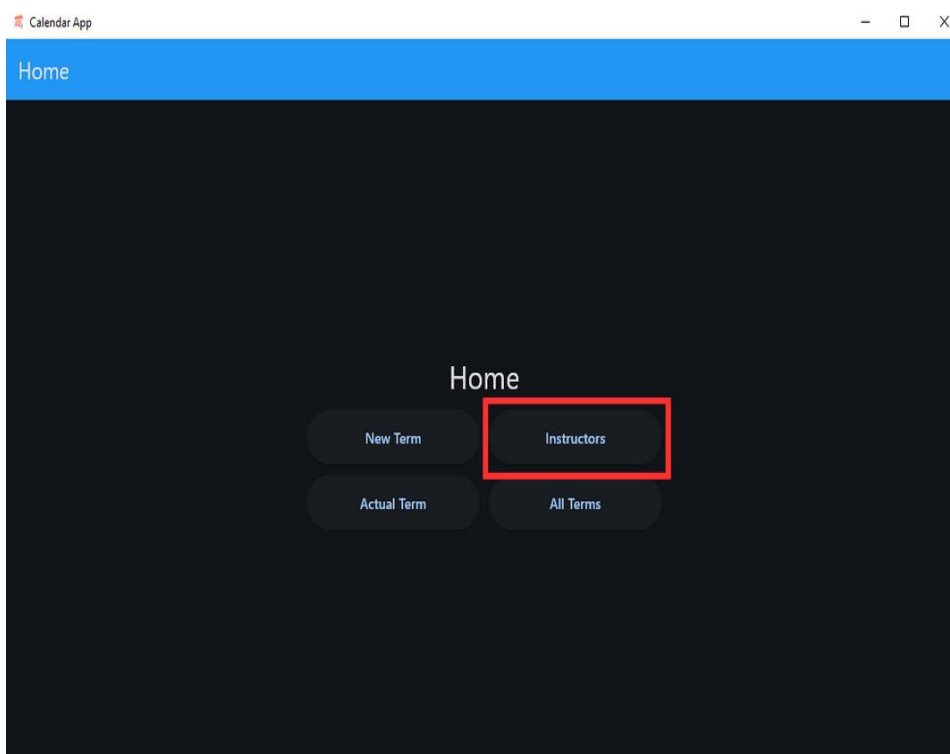 Calendar App
Home
Home
New Term Instructors
Actual Term All Terms